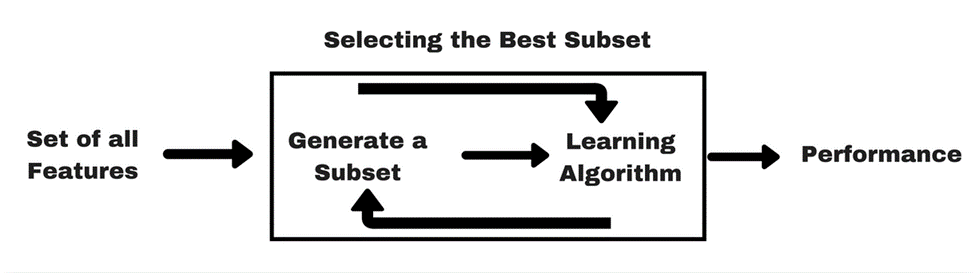 Selecting the Best Subset
Set of all
Features
Generate a
Subset
Learning
Algorithm
Performance